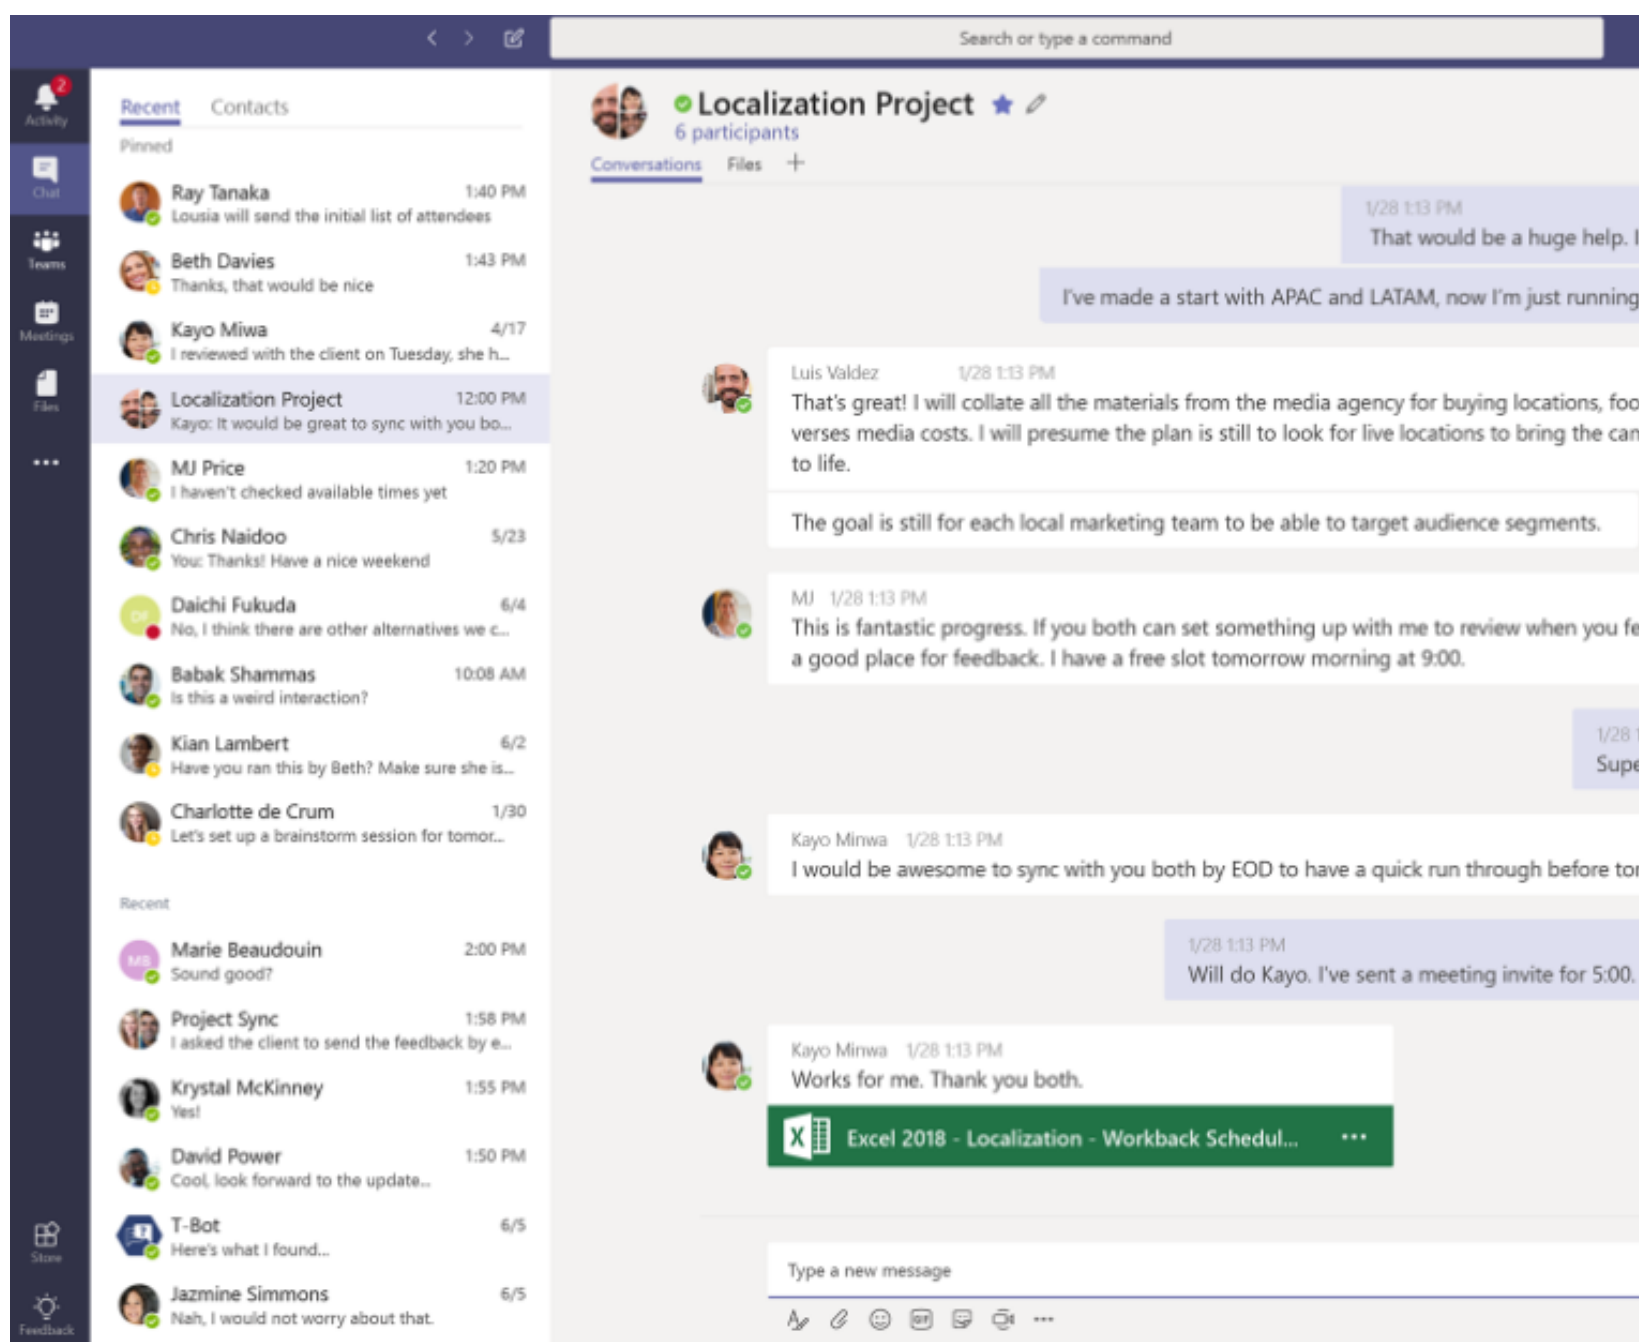 Search or type a command
2
Activity
Chat
Teams
Meetings
Files
Store
Feedback
Recent Contacts
Pinned
Ray Tanaka 1:40 PM
Lousia will send the initial list of attendees
Beth Davies 1:43 PM
Thanks, that would be nice
Kayo Miwa 4/17
I reviewed with the client on Tuesday, she h...
Localization Project 12:00 PM
Kayo: It would be great to sync with you bo...
MJ Price 1:20 PM
I haven't checked available times yet
Chris Naidoo 5/23
You: Thanks! Have a nice weekend
DF
Daichi Fukuda 6/4
No, I think there are other alternatives we c...
Babak Shammas 10:08 AM
Is this a weird interaction?
Kian Lambert 6/2
Have you ran this by Beth? Make sure she is...
Charlotte de Crum 1/30
Let's set up a brainstorm session for tomor...
Recent
MB
Marie Beaudouin 2:00 PM
Sound good?
Project Sync 1:58 PM
I asked the client to send the feedback by e...
Krystal McKinney 1:55 PM
Yes!
David Power 1:50 PM
Cool, look forward to the update...
T-Bot 6/5
Here's what I found...
Jazmine Simmons 6/5
Nah, I would not worry about that.
Localization Project
6 participants
Conversations Files +
1/28 1:13 PM
That would be a huge help. I
I've made a start with APAC and LATAM, now I'm just running
Luis Valdez 1/28 1:13 PM
That's great! I will collate all the materials from the media agency for buying locations, foo
verses media costs. I will presume the plan is still to look for live locations to bring the cam
to life.
The goal is still for each local marketing team to be able to target audience segments.
MJ 1/28 1:13 PM
This is fantastic progress. If you both can set something up with me to review when you fe
a good place for feedback. I have a free slot tomorrow morning at 9:00.
1/28 1
Supe
Kayo Minwa 1/28 1:13 PM
I would be awesome to sync with you both by EOD to have a quick run through before tor
1/28 1:13 PM
Will do Kayo. I've sent a meeting invite for 5:00.
Kayo Minwa 1/28 1:13 PM
Works for me. Thank you both.
Excel 2018 - Localization - Workback Schedul... ...
Type a new message
GIF